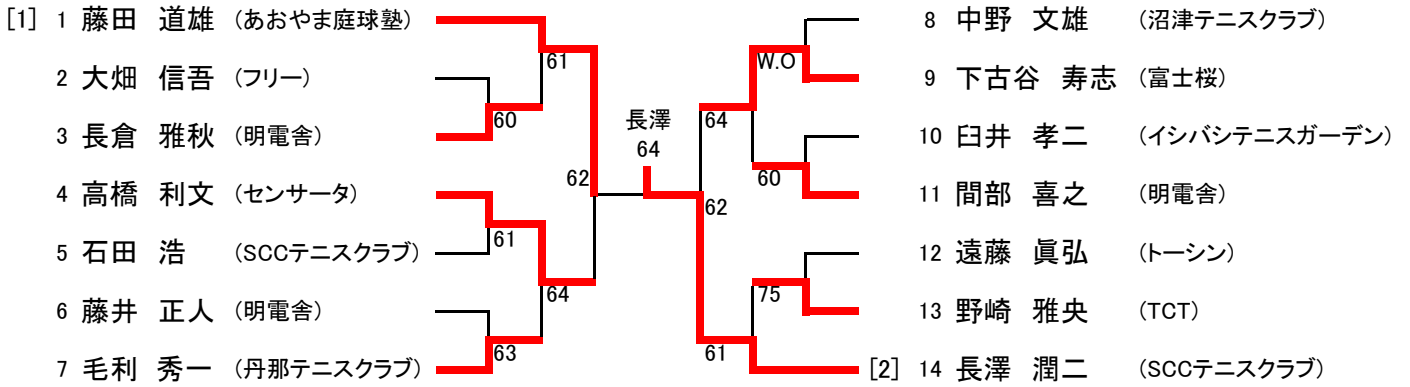 [1] 1 藤田 道雄 (あおやま庭球塾)
2 大畑 信吾 (フリー)
3 長倉 雅秋 (明電舎)
4 高橋 利文 (センサータ)
5 石田 浩 (SCCテニスクラブ)
6 藤井 正人 (明電舎)
7 毛利 秀一 (丹那テニスクラブ)
61
60
62
61
64
63
長澤
64
W.O
64
60
62
75
61
8 中野 文雄 (沼津テニスクラブ)
9 下古谷 寿志 (富士桜)
10 臼井 孝二 (イシバシテニスガーデン)
11 間部 喜之 (明電舎)
12 遠藤 眞弘 (トーシン)
13 野崎 雅央 (TCT)
[2] 14 長澤 潤二 (SCCテニスクラブ)